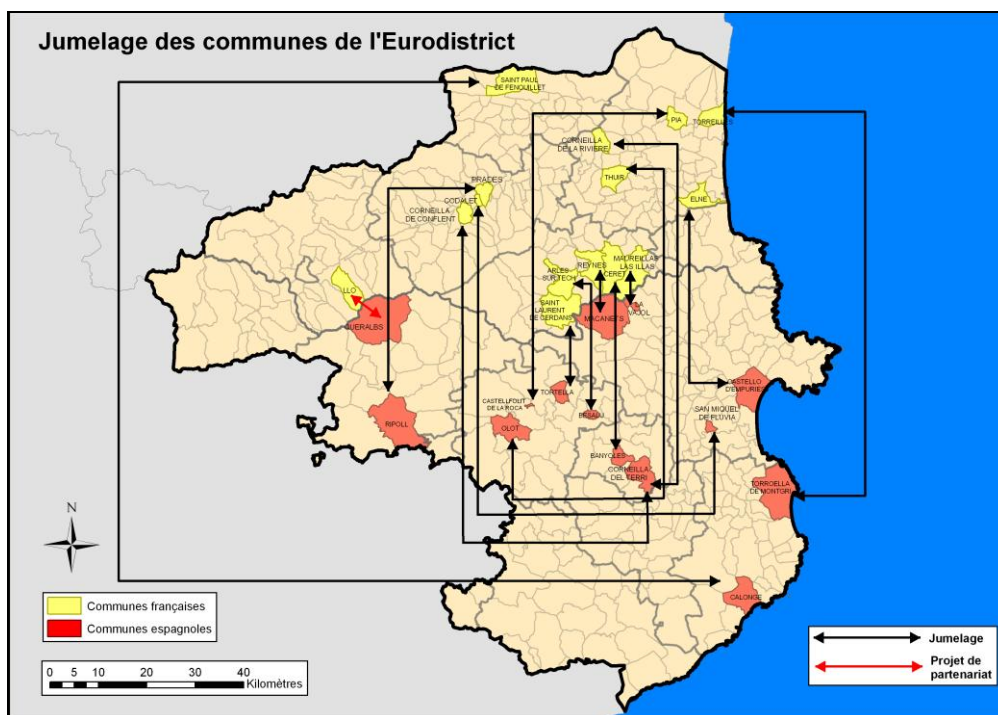 Jumelage des communes de l'Eurodistrict
SAINT PAUL
DE FENOUILLET
PIA
TORREILLES
CORNEILLA
DE LA RIVIERE
THUIR
PRADES
CODALET
CORNEILLA
DE CONFLENT
ELNE
REYNES
MAUREILLAS
LAS ILLAS
CERET
ARLES
SUR TECH
SAINT
LAURENT
DE CERDANS
LLO
QUERALBS
MACANETS
LA
VAJOL
CASTELLO
D'EMPURIES
TORTELLA
CASTELLFOLLIT
DE LA ROCA
BESALU
SAN MIQUEL
DE FLUVIA
RIPOLL
OLOT
BANYOLES
CORNEILLA
DEL TERRI
TORROELLA
DE MONTGRI
CALONGE
N
Communes françaises
Communes espagnoles
0 5 10 20 30 40
Kilomètres
Jumelage
Projet de
partenariat